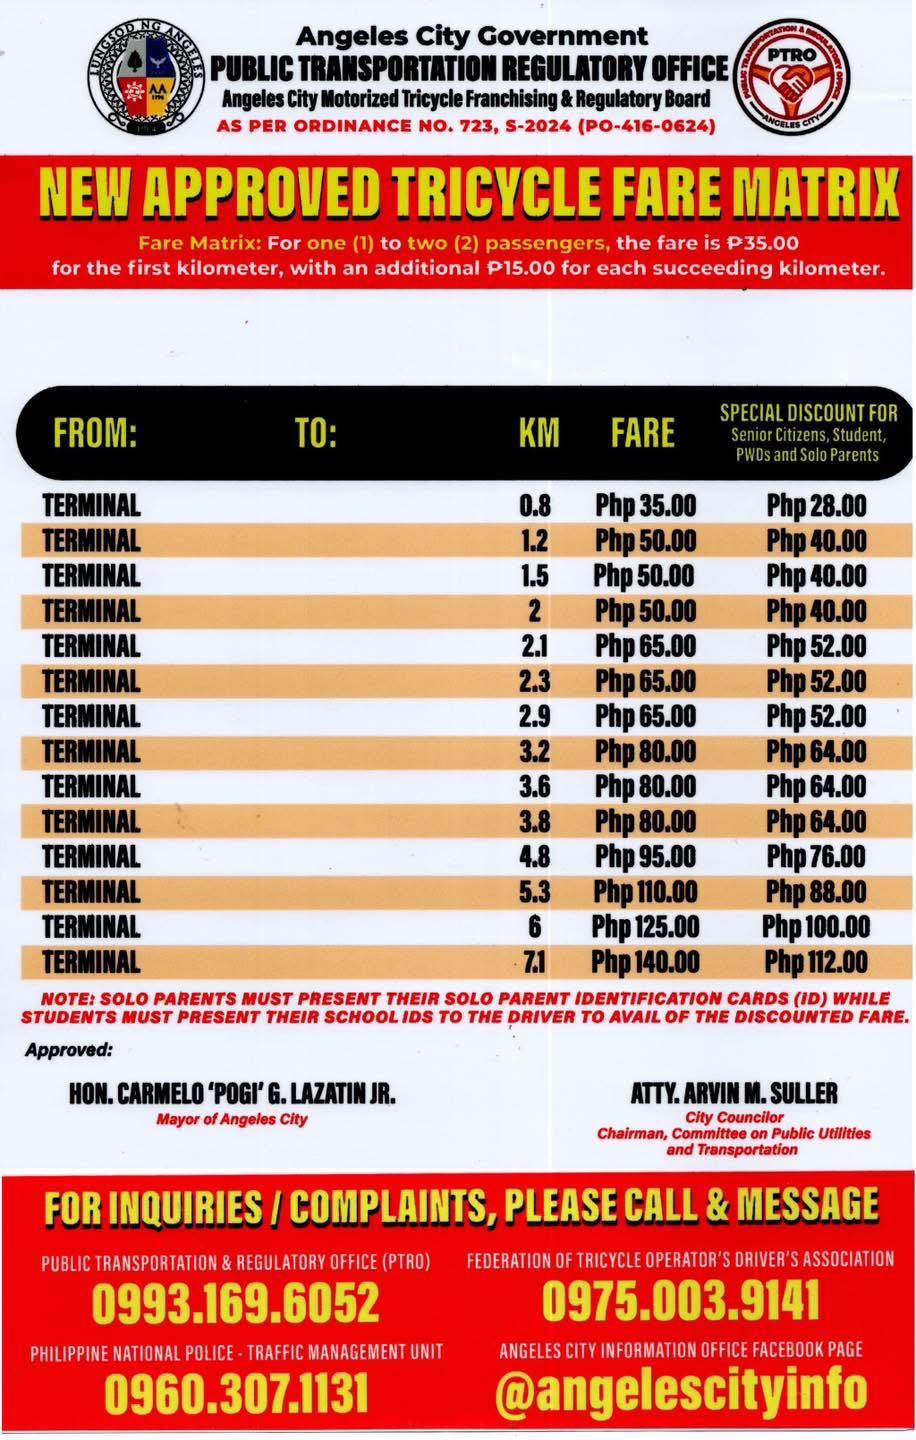 LUNGSOD NG ANGELES
AA
1996
Angeles City Government
PUBLIC TRANSPORTATION REGULATORY OFFICE
Angeles City Motorized Tricycle Franchising & Regulatory Board
AS PER ORDINANCE NO. 723, S-2024 (PO-416-0624)
PUBLIC TRANSPORTATION & REGULATORY OFFICE
PTRO
ANGELES CITY
NEW APPROVED TRICYCLE FARE MATRIX
Fare Matrix: For one (1) to two (2) passengers, the fare is ₱35.00
for the first kilometer, with an additional ₱15.00 for each succeeding kilometer.
FROM: TO: KM FARE SPECIAL DISCOUNT FOR
Senior Citizens, Student,
PWDs and Solo Parents
TERMINAL 0.8 Php 35.00 Php 28.00
TERMINAL 1.2 Php 50.00 Php 40.00
TERMINAL 1.5 Php 50.00 Php 40.00
TERMINAL 2 Php 50.00 Php 40.00
TERMINAL 2.1 Php 65.00 Php 52.00
TERMINAL 2.3 Php 65.00 Php 52.00
TERMINAL 2.9 Php 65.00 Php 52.00
TERMINAL 3.2 Php 80.00 Php 64.00
TERMINAL 3.6 Php 80.00 Php 64.00
TERMINAL 3.8 Php 80.00 Php 64.00
TERMINAL 4.8 Php 95.00 Php 76.00
TERMINAL 5.3 Php 110.00 Php 88.00
TERMINAL 6 Php 125.00 Php 100.00
TERMINAL 7.1 Php 140.00 Php 112.00
NOTE: SOLO PARENTS MUST PRESENT THEIR SOLO PARENT IDENTIFICATION CARDS (ID) WHILE
STUDENTS MUST PRESENT THEIR SCHOOL IDS TO THE DRIVER TO AVAIL OF THE DISCOUNTED FARE.
Approved:
HON. CARMELO 'POGI' G. LAZATIN JR.
Mayor of Angeles City
ATTY. ARVIN M. SULLER
City Councilor
Chairman, Committee on Public Utilities
and Transportation
FOR INQUIRIES / COMPLAINTS, PLEASE CALL & MESSAGE
PUBLIC TRANSPORTATION & REGULATORY OFFICE (PTRO)
0993.169.6052
FEDERATION OF TRICYCLE OPERATOR'S DRIVER'S ASSOCIATION
0975.003.9141
PHILIPPINE NATIONAL POLICE - TRAFFIC MANAGEMENT UNIT
0960.307.1131
ANGELES CITY INFORMATION OFFICE FACEBOOK PAGE
@angelescityinfo